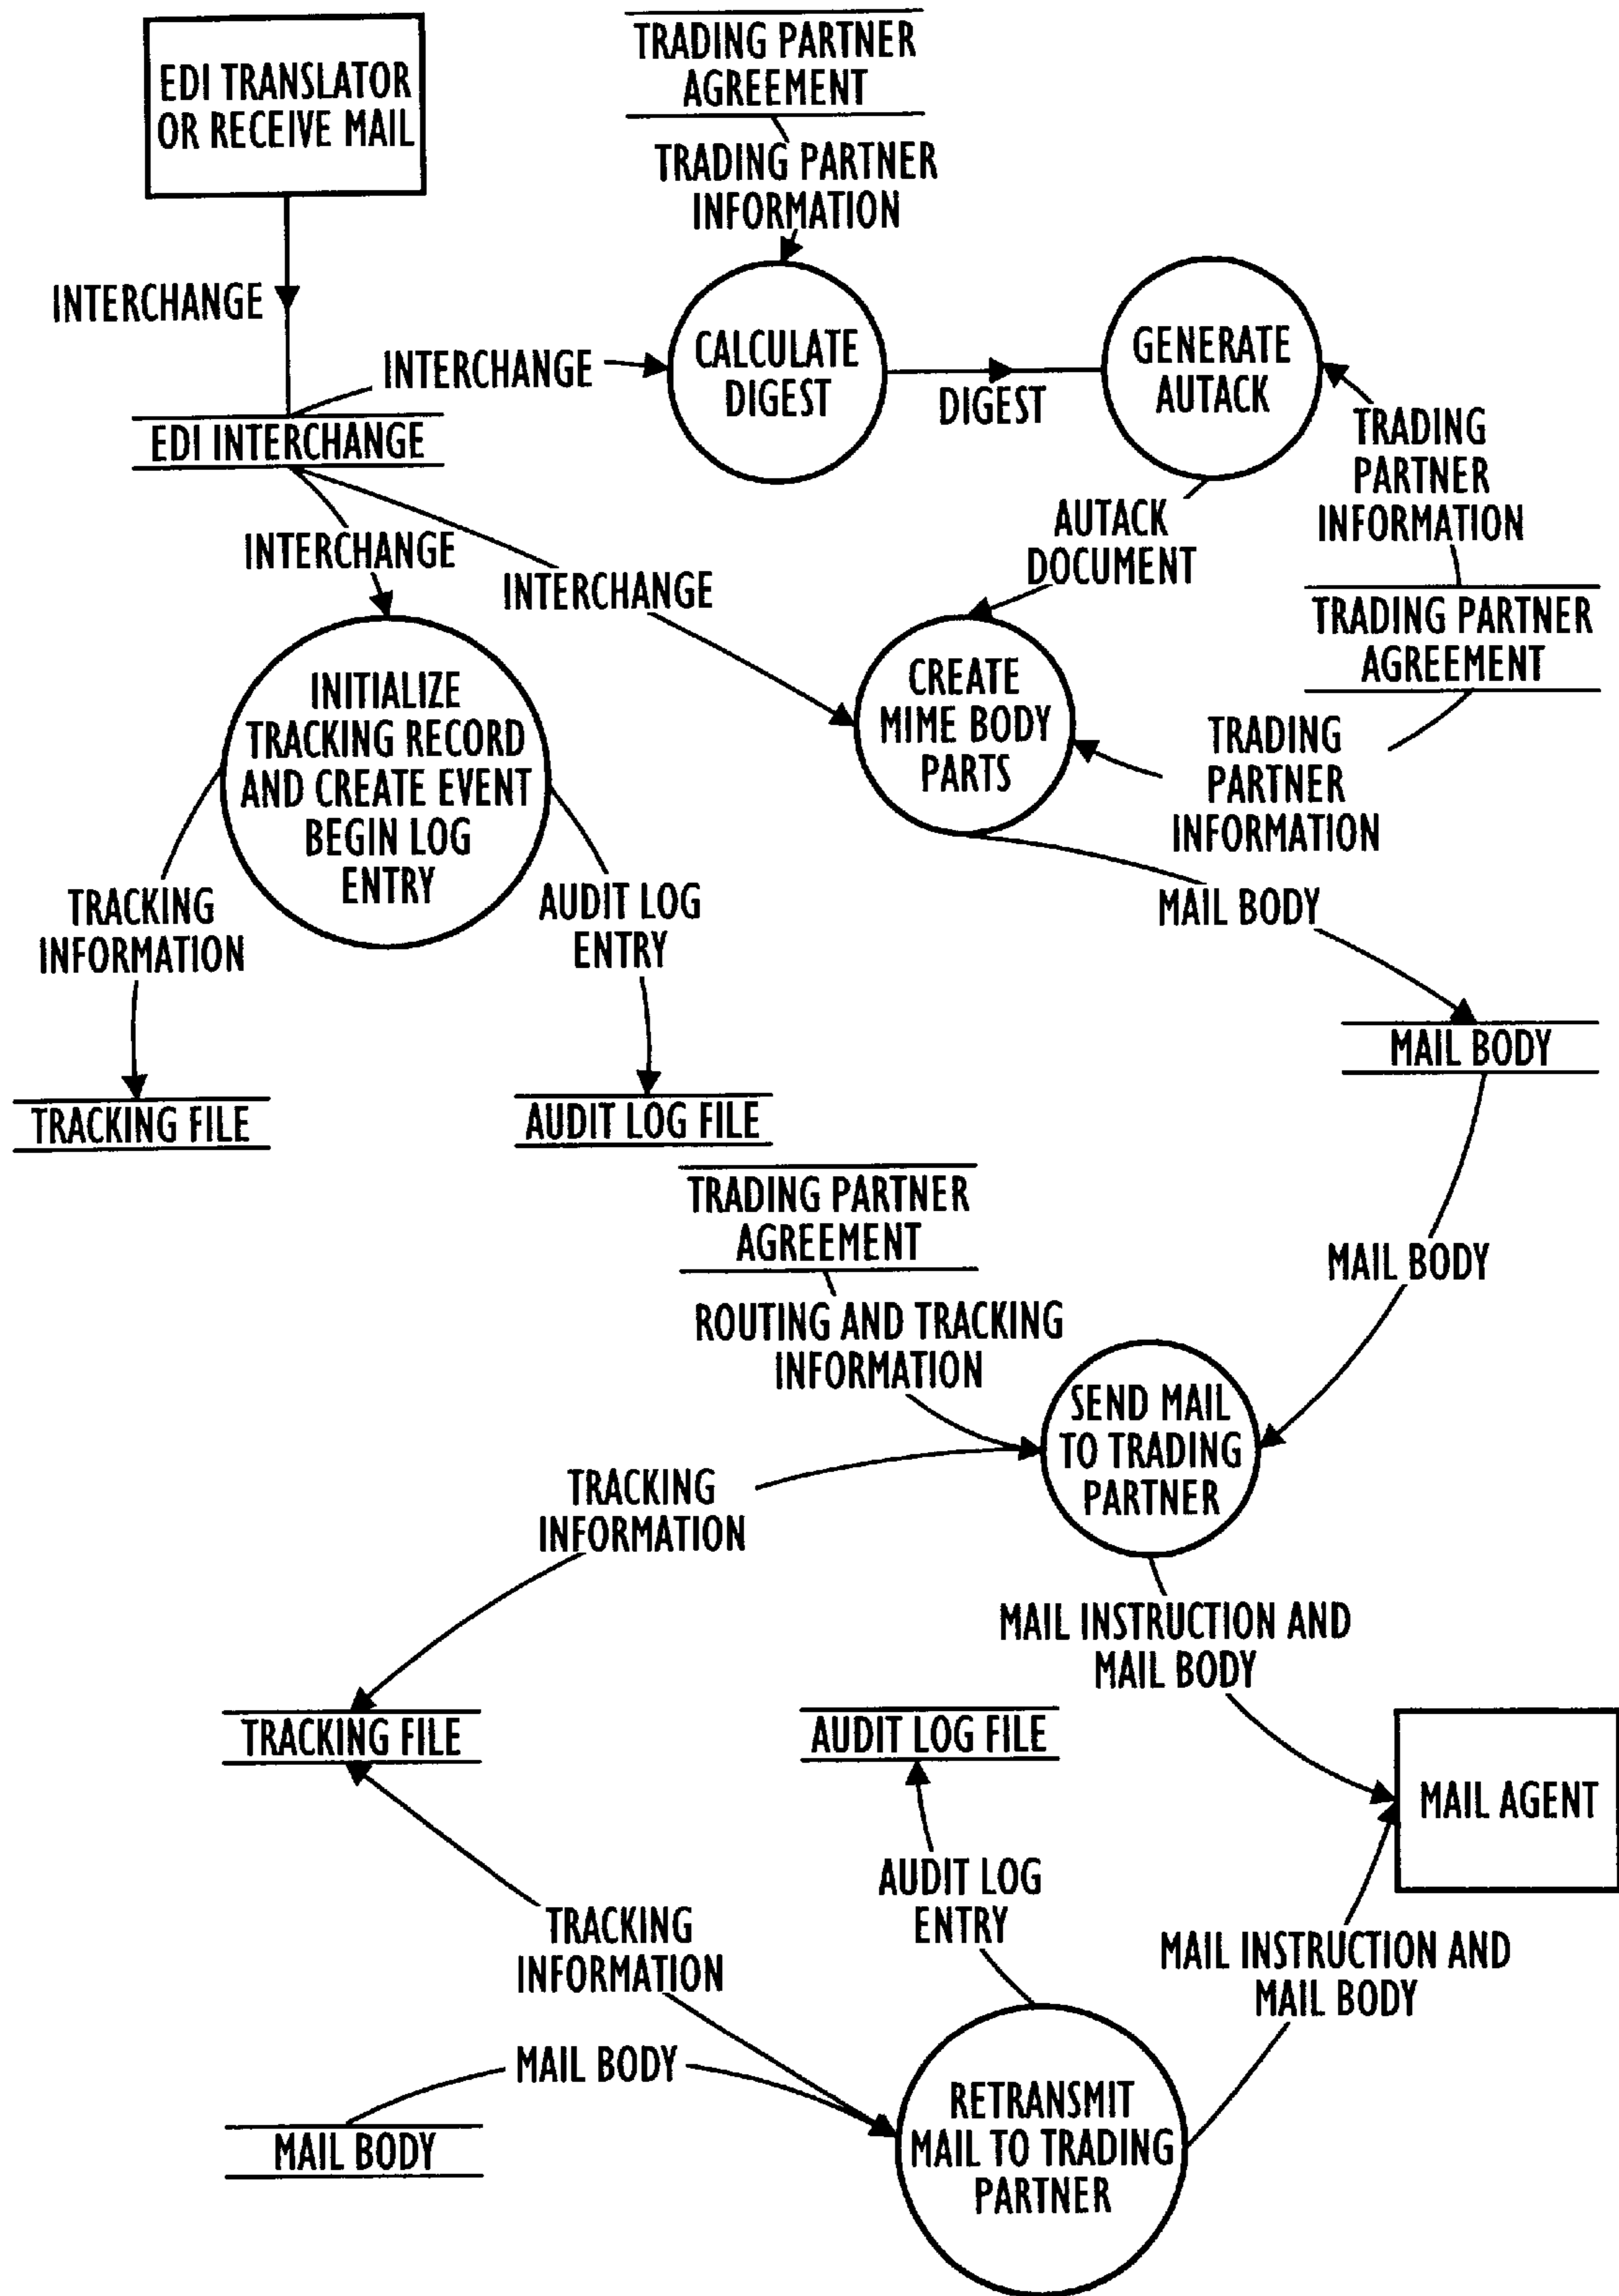 EDI TRANSLATOR
OR RECEIVE MAIL
TRADING PARTNER
AGREEMENT
TRADING PARTNER
INFORMATION
INTERCHANGE
INTERCHANGE
CALCULATE
DIGEST
DIGEST
GENERATE
AUTACK
EDI INTERCHANGE
TRADING
PARTNER
INFORMATION
AUTACK
DOCUMENT
INTERCHANGE
INTERCHANGE
TRADING PARTNER
AGREEMENT
INITIALIZE
TRACKING RECORD
AND CREATE EVENT
BEGIN LOG
ENTRY
CREATE
MIME BODY
PARTS
TRADING
PARTNER
INFORMATION
TRACKING
INFORMATION
AUDIT LOG
ENTRY
MAIL BODY
MAIL BODY
TRACKING FILE
AUDIT LOG FILE
TRADING PARTNER
AGREEMENT
MAIL BODY
ROUTING AND TRACKING
INFORMATION
SEND MAIL
TO TRADING
PARTNER
TRACKING
INFORMATION
MAIL INSTRUCTION AND
MAIL BODY
TRACKING FILE
AUDIT LOG FILE
MAIL AGENT
AUDIT LOG
ENTRY
TRACKING
INFORMATION
MAIL INSTRUCTION AND
MAIL BODY
MAIL BODY
RETRANSMIT
MAIL TO TRADING
PARTNER
MAIL BODY